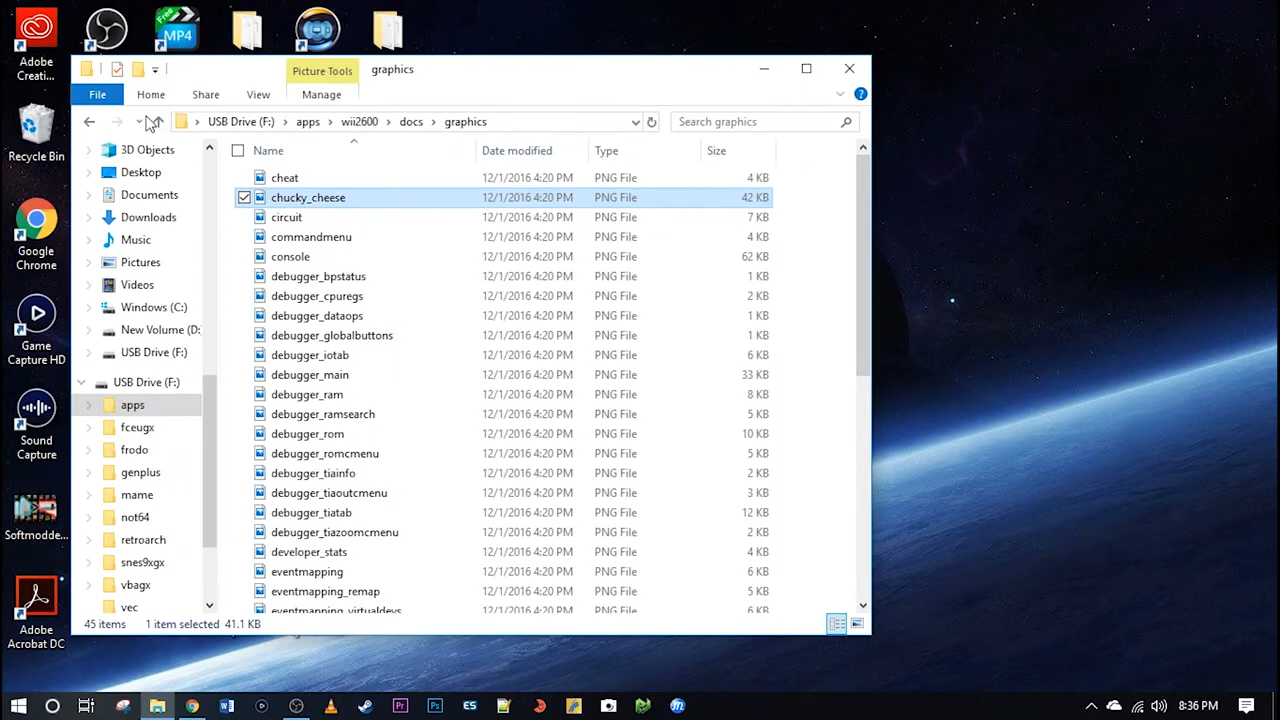 Adobe
Creati...
Free
MP4
Recycle Bin
Google
Chrome
Game
Capture HD
Sound
Capture
Softmodde...
Adobe
Acrobat DC
Picture Tools
graphics
File
Home
Share
View
Manage
USB Drive (F:)
apps
wii2600
docs
graphics
Search graphics
3D Objects
Desktop
Documents
Downloads
Music
Pictures
Videos
Windows (C:)
New Volume (D:
USB Drive (F:)
USB Drive (F:)
apps
fceugx
frodo
genplus
mame
not64
retroarch
snes9xgx
vbagx
vec
Name Date modified Type Size
cheat 12/1/2016 4:20 PM PNG File 4 KB
chucky_cheese 12/1/2016 4:20 PM PNG File 42 KB
circuit 12/1/2016 4:20 PM PNG File 7 KB
commandmenu 12/1/2016 4:20 PM PNG File 4 KB
console 12/1/2016 4:20 PM PNG File 62 KB
debugger_bpstatus 12/1/2016 4:20 PM PNG File 1 KB
debugger_cpuregs 12/1/2016 4:20 PM PNG File 2 KB
debugger_dataops 12/1/2016 4:20 PM PNG File 1 KB
debugger_globalbuttons 12/1/2016 4:20 PM PNG File 1 KB
debugger_iotab 12/1/2016 4:20 PM PNG File 6 KB
debugger_main 12/1/2016 4:20 PM PNG File 33 KB
debugger_ram 12/1/2016 4:20 PM PNG File 8 KB
debugger_ramsearch 12/1/2016 4:20 PM PNG File 5 KB
debugger_rom 12/1/2016 4:20 PM PNG File 10 KB
debugger_romcmenu 12/1/2016 4:20 PM PNG File 5 KB
debugger_tiainfo 12/1/2016 4:20 PM PNG File 3 KB
debugger_tiaoutcmenu 12/1/2016 4:20 PM PNG File 2 KB
debugger_tiatab 12/1/2016 4:20 PM PNG File 12 KB
debugger_tiazoomcmenu 12/1/2016 4:20 PM PNG File 2 KB
developer_stats 12/1/2016 4:20 PM PNG File 4 KB
eventmapping 12/1/2016 4:20 PM PNG File 6 KB
eventmapping_remap 12/1/2016 4:20 PM PNG File 5 KB
eventmapping_virtualdevs 12/1/2016 4:20 PM PNG File 6 KB
45 items 1 item selected 41.1 KB
W Pr Ps ES
8:36 PM